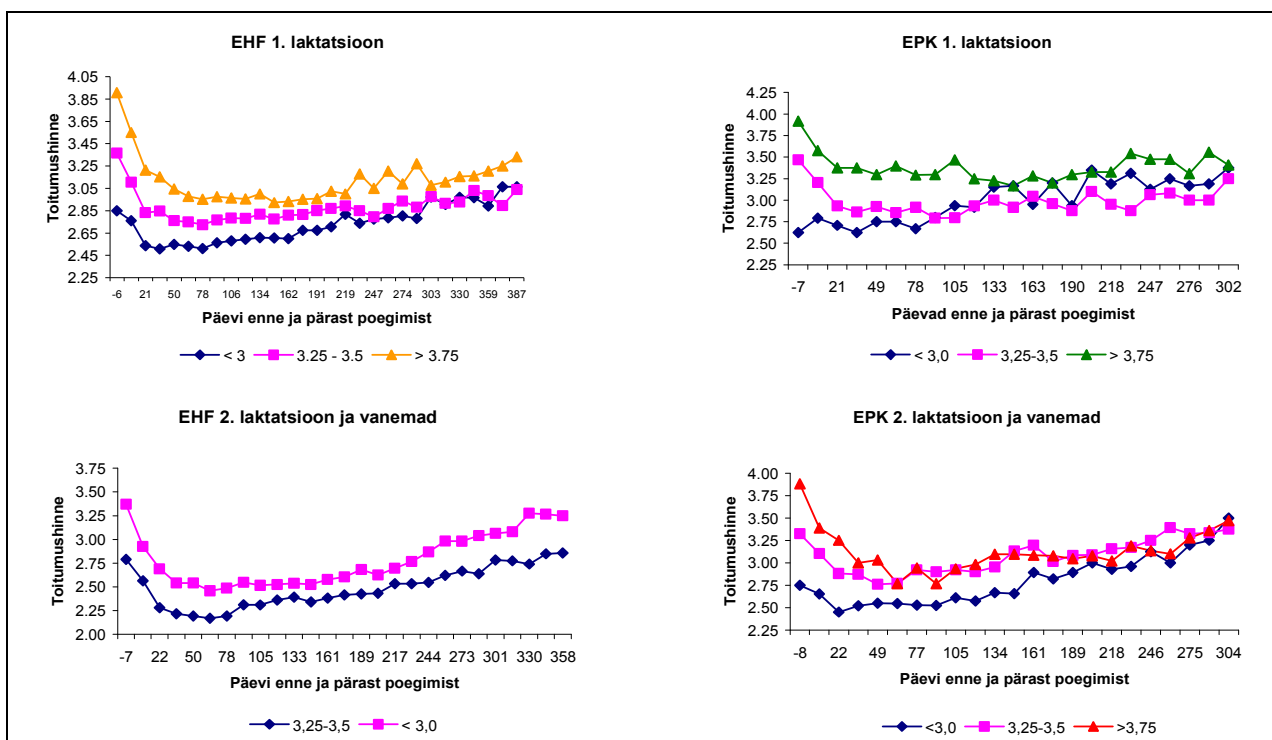 EHF 1. laktatsioon
4.05
3.85
3.65
3.45
3.25
3.05
2.85
2.65
2.45
2.25
Toitumushinne
-6 21 50 78 106 134 162 191 219 247 274 303 330 359 387
Päevi enne ja pärast poegimist
< 3 3.25 - 3.5 > 3.75
EPK 1. laktatsioon
4.25
4.00
3.75
3.50
3.25
3.00
2.75
2.50
2.25
Toitumushinne
-7 21 49 78 105 133 162 190 218 247 276 302
Päevad enne ja pärast poegimist
< 3,0 3,25-3,5 > 3,75
EHF 2. laktatsioon ja vanemad
3.75
3.50
3.25
3.00
2.75
2.50
2.25
2.00
Toitumushinne
-7 22 50 78 105 133 161 189 217 244 273 301 330 358
Päevi enne ja pärast poegimist
3,25-3,5 < 3,0
EPK 2. laktatsioon ja vanemad
4.00
3.75
3.50
3.25
3.00
2.75
2.50
2.25
Toitumushinne
-8 22 49 77 105 134 161 189 218 246 275 304
Päevi enne ja pärast poegimist
<3,0 3,25-3,5 >3,75